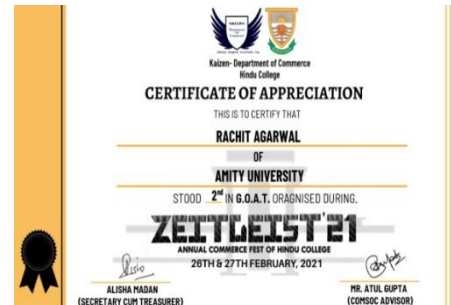 KAIZEN
Kaizen- Department of Commerce
Hindu College
CERTIFICATE OF APPRECIATION
THIS IS TO CERTIFY THAT
RACHIT AGARWAL
OF
AMITY UNIVERSITY
STOOD 2nd IN G.O.A.T. ORAGNISED DURING.
ZEITGEIST'21
ANNUAL COMMERCE FEST OF HINDU COLLEGE
26TH & 27TH FEBRUARY, 2021
ALISHA MADAN
(SECRETARY CUM TREASURER)
MR. ATUL GUPTA
(COMSOC ADVISOR)